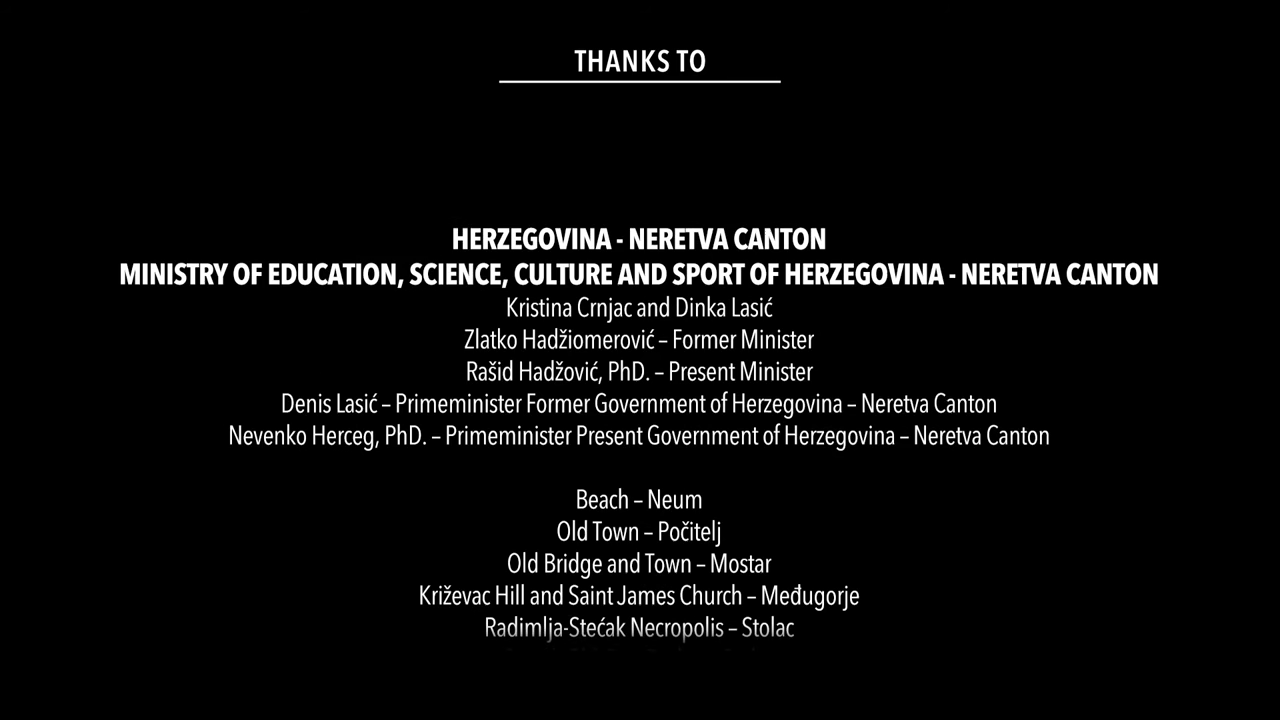 THANKS TO
HERZEGOVINA - NERETVA CANTON
MINISTRY OF EDUCATION, SCIENCE, CULTURE AND SPORT OF HERZEGOVINA - NERETVA CANTON
Kristina Crnjac and Dinka Lasić
Zlatko Hadžiomerović – Former Minister
Rašid Hadžović, PhD. – Present Minister
Denis Lasić – Primeminister Former Government of Herzegovina – Neretva Canton
Nevenko Herceg, PhD. – Primeminister Present Government of Herzegovina – Neretva Canton
Beach – Neum
Old Town – Počitelj
Old Bridge and Town – Mostar
Križevac Hill and Saint James Church – Međugorje
Radimlja-Stećak Necropolis – Stolac